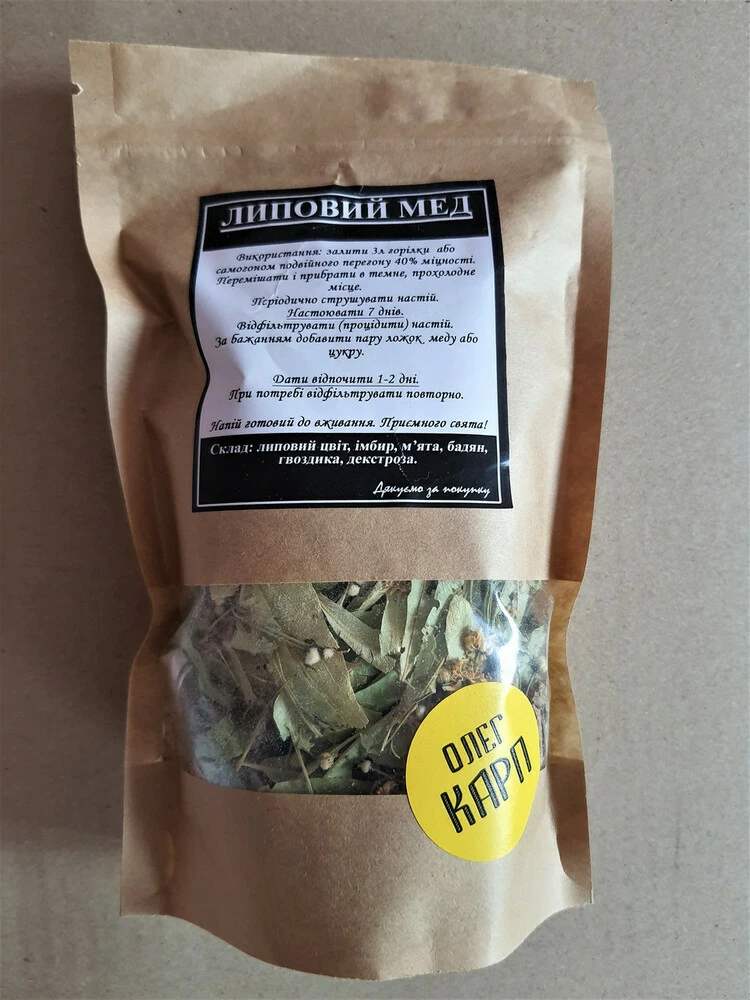 ЛИПОВИЙ МЕД
Використання: залити 3л горілки або
самогоном подвійного перегону 40% міцності.
Перемішати і прибрати в темне, прохолодне
місце.
Періодично струшувати настій.
Настоювати 7 днів.
Відфільтрувати (процідити) настій.
За бажанням добавити пару ложок меду або
цукру.
Дати відпочити 1-2 дні.
При потребі відфільтрувати повторно.
Напій готовий до вживання. Приємного свята!
Склад: липовий цвіт, імбир, м'ята, бадян,
гвоздика, декстроза.
Дякуємо за покупку
ОЛЕГ
КАРП